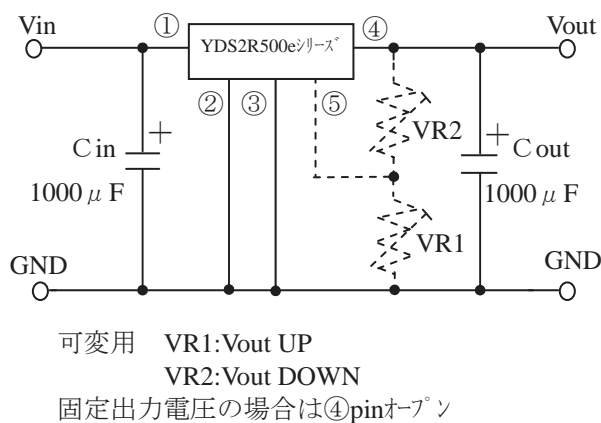 Vin
①
YDS2R500eシリーズ
④
Vout
②
③
⑤
VR2
Cin
+
1000μF
+
Cout
1000μF
VR1
GND
GND
可変用 VR1:Vout UP
VR2:Vout DOWN
固定出力電圧の場合は④pinオープン